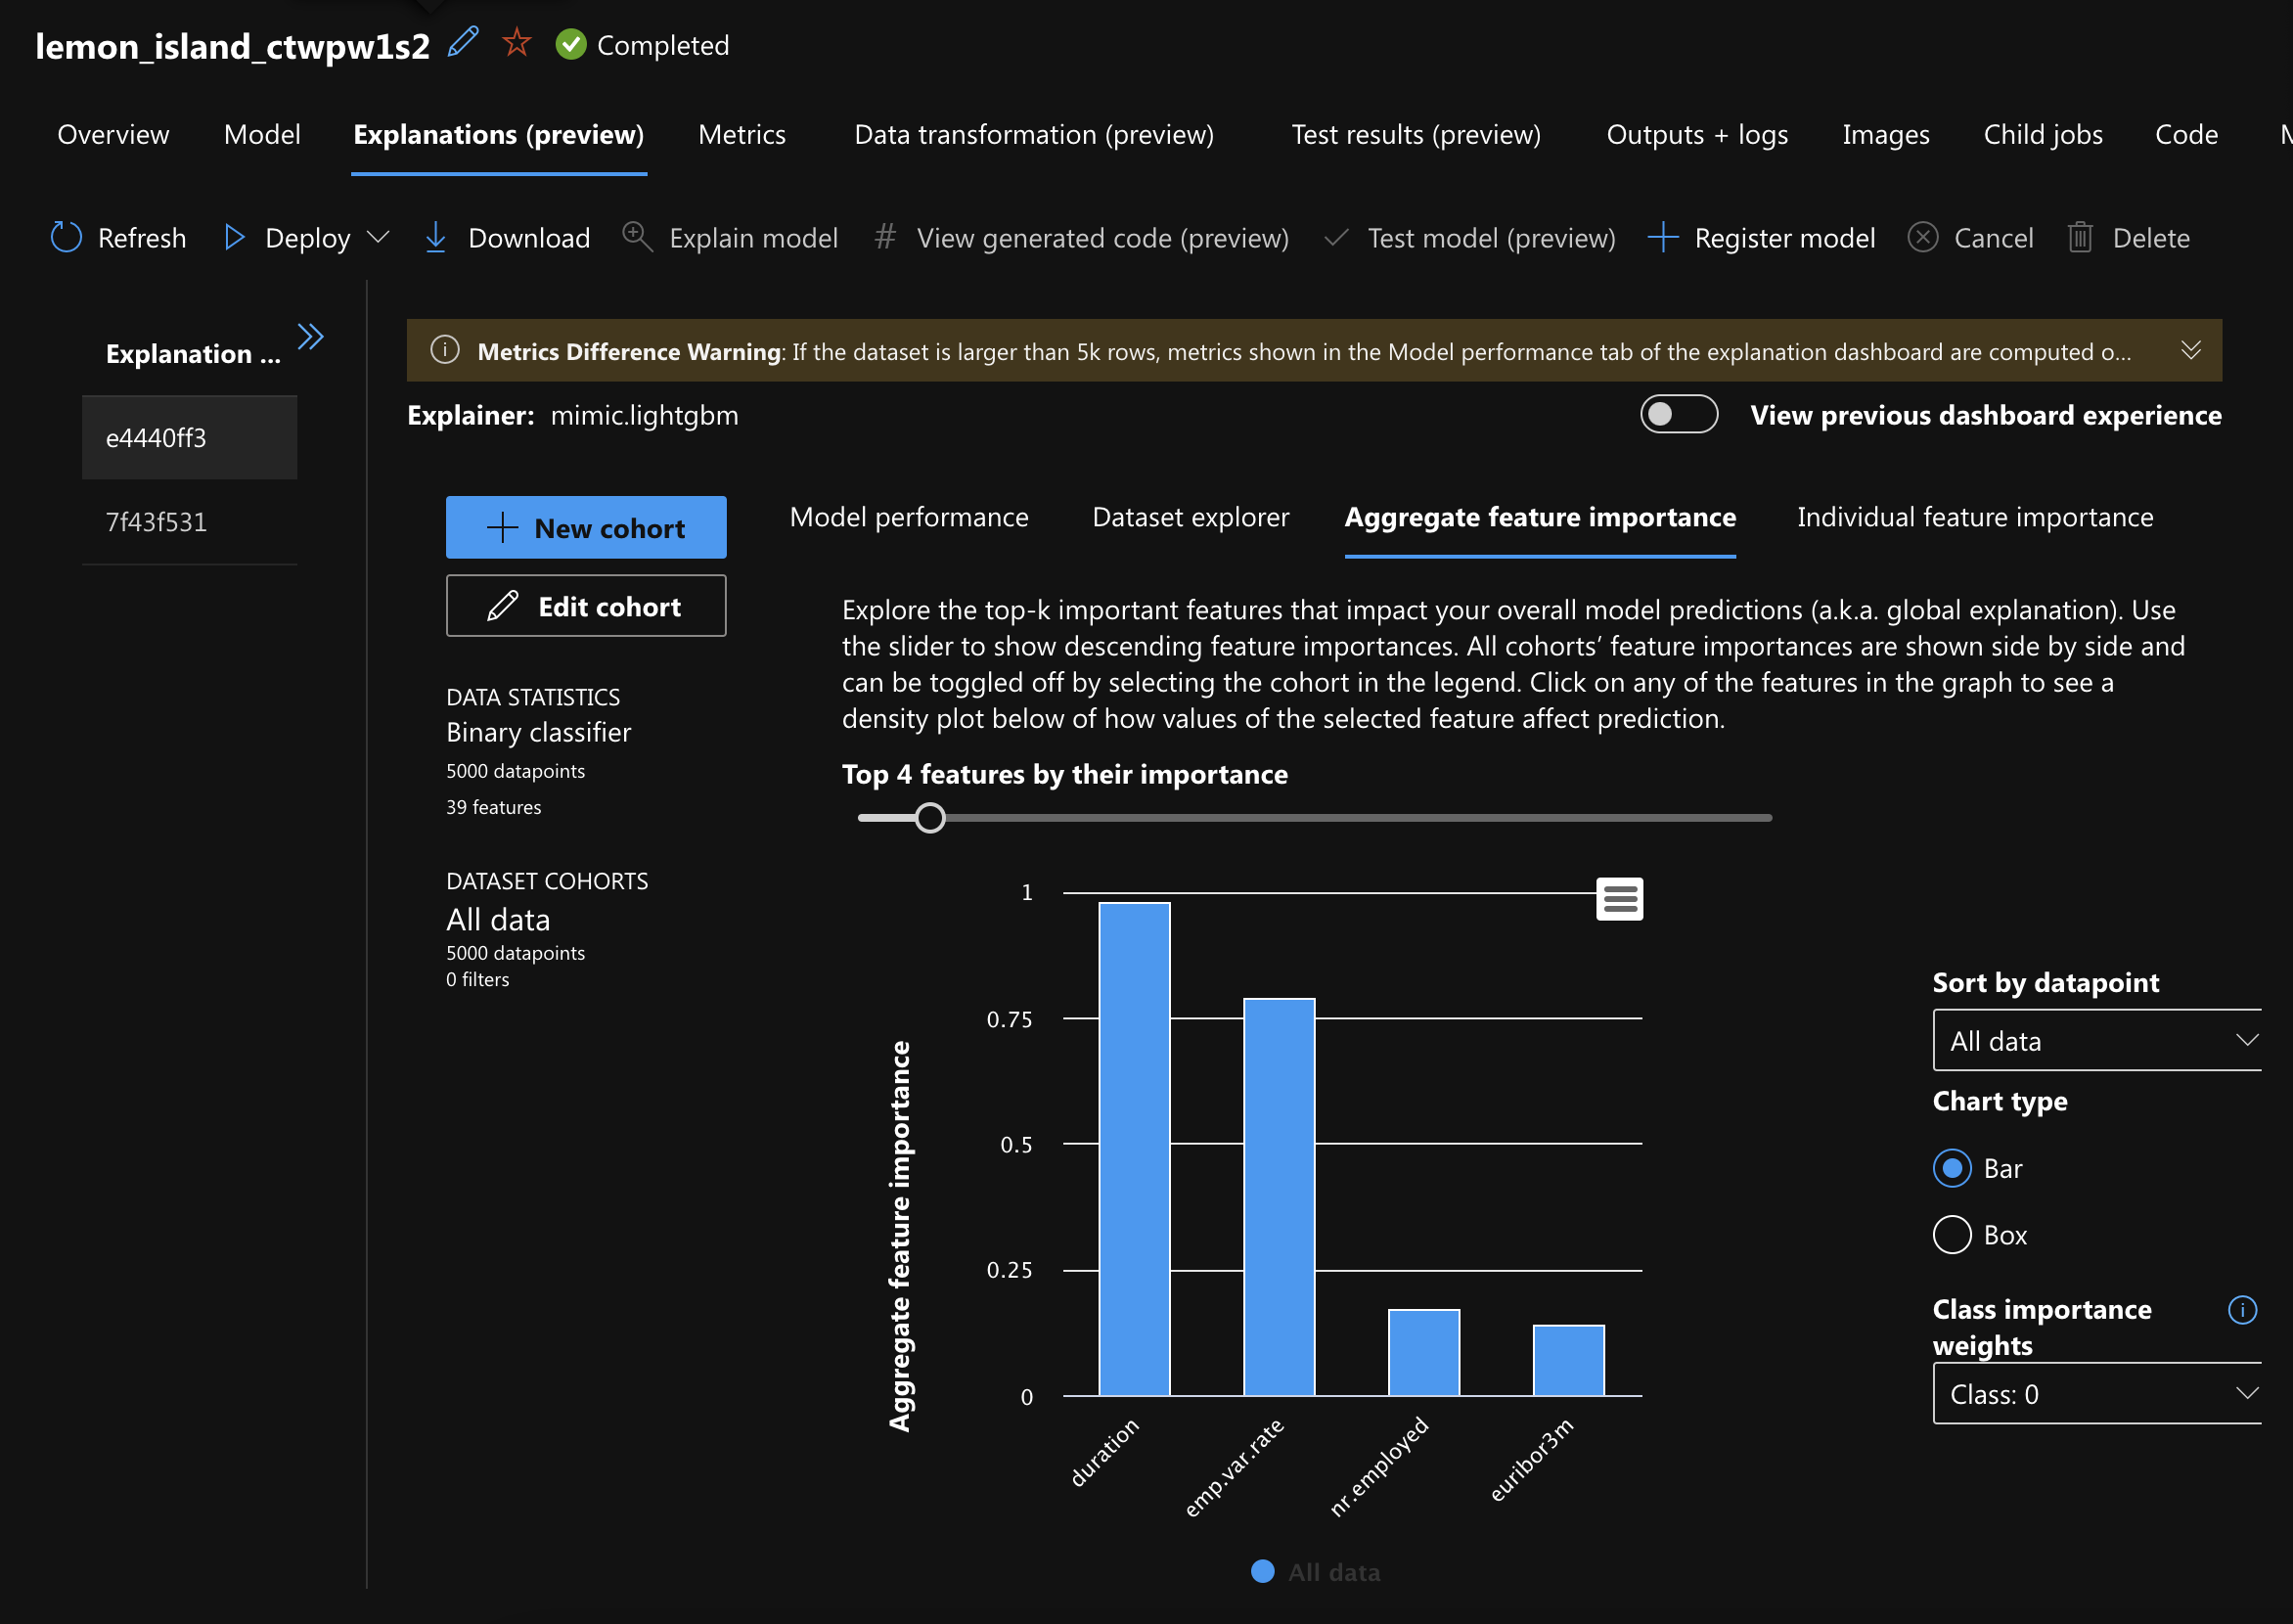 lemon_island_ctwpw1s2 Completed
Overview Model Explanations (preview) Metrics Data transformation (preview) Test results (preview) Outputs + logs Images Child jobs Code
Refresh Deploy Download Explain model # View generated code (preview) Test model (preview) Register model Cancel Delete
Explanation ...
e4440ff3
7f43f531
Metrics Difference Warning: If the dataset is larger than 5k rows, metrics shown in the Model performance tab of the explanation dashboard are computed o...
Explainer: mimic.lightgbm
View previous dashboard experience
New cohort
Edit cohort
DATA STATISTICS
Binary classifier
5000 datapoints
39 features
DATASET COHORTS
All data
5000 datapoints
0 filters
Model performance Dataset explorer Aggregate feature importance Individual feature importance
Explore the top-k important features that impact your overall model predictions (a.k.a. global explanation). Use
the slider to show descending feature importances. All cohorts’ feature importances are shown side by side and
can be toggled off by selecting the cohort in the legend. Click on any of the features in the graph to see a
density plot below of how values of the selected feature affect prediction.
Top 4 features by their importance
Aggregate feature importance
1
0.75
0.5
0.25
0
duration
emp.var.rate
nr.employed
euribor3m
All data
Sort by datapoint
All data
Chart type
Bar
Box
Class importance
weights
Class: 0